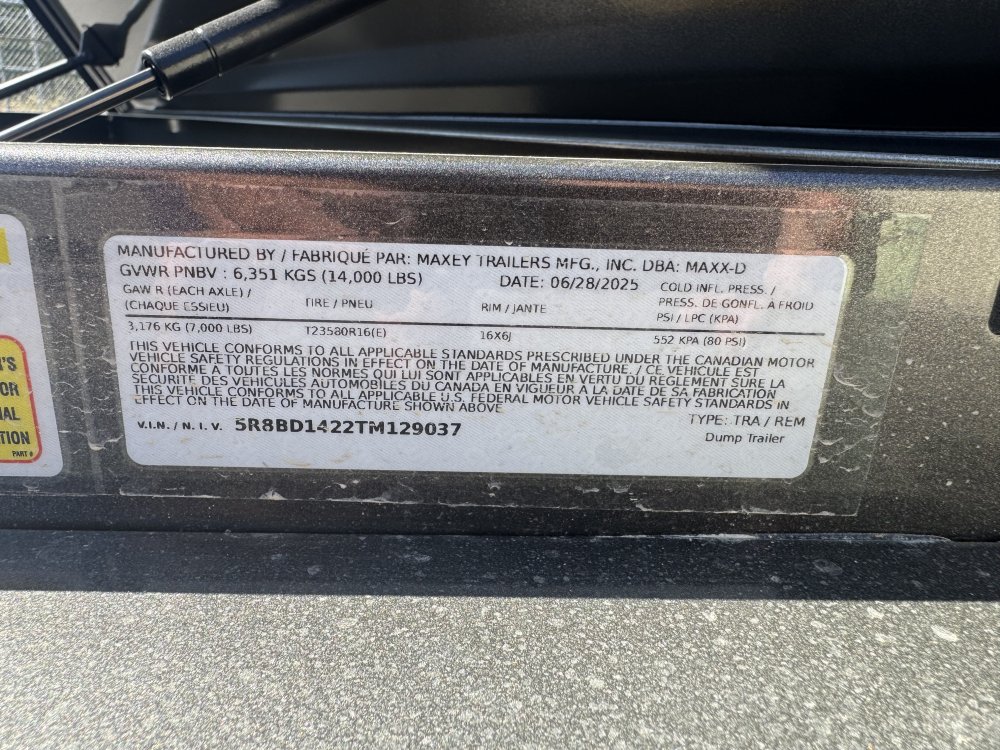 MANUFACTURED BY / FABRIQUÉ PAR: MAXEY TRAILERS MFG., INC. DBA: MAXX-D
GVWR PNBV : 6,351 KGS (14,000 LBS) DATE: 06/28/2025
GAW R (EACH AXLE) / (CHAQUE ESSIEU) TIRE / PNEU RIM / JANTE COLD INFL. PRESS. / PRESS. DE GONFL. A FROID PSI / LPC (KPA)
3,176 KG (7,000 LBS) T23580R16(E) 16X6J 552 KPA (80 PSI)
THIS VEHICLE CONFORMS TO ALL APPLICABLE STANDARDS PRESCRIBED UNDER THE CANADIAN MOTOR
VEHICLE SAFETY REGULATIONS IN EFFECT ON THE DATE OF MANUFACTURE. / CE VEHICULE EST
CONFORME A TOUTES LES NORMES QUI LUI SONT APPLICABLES EN VERTU DU REGLEMENT SURE LA
SECURITE DES VEHICULES AUTOMOBILES DU CANADA EN VIGUEUR A LA DATE DE SA FABRICATION
THIS VEHICLE CONFORMS TO ALL APPLICABLE U.S. FEDERAL MOTOR VEHICLE SAFETY STANDARDS IN
EFFECT ON THE DATE OF MANUFACTURE SHOWN ABOVE
V.I.N. / N. I. V. 5R8BD1422TM129037 TYPE: TRA / REM
Dump Trailer
N'S
OR
NAL
TION
PART #